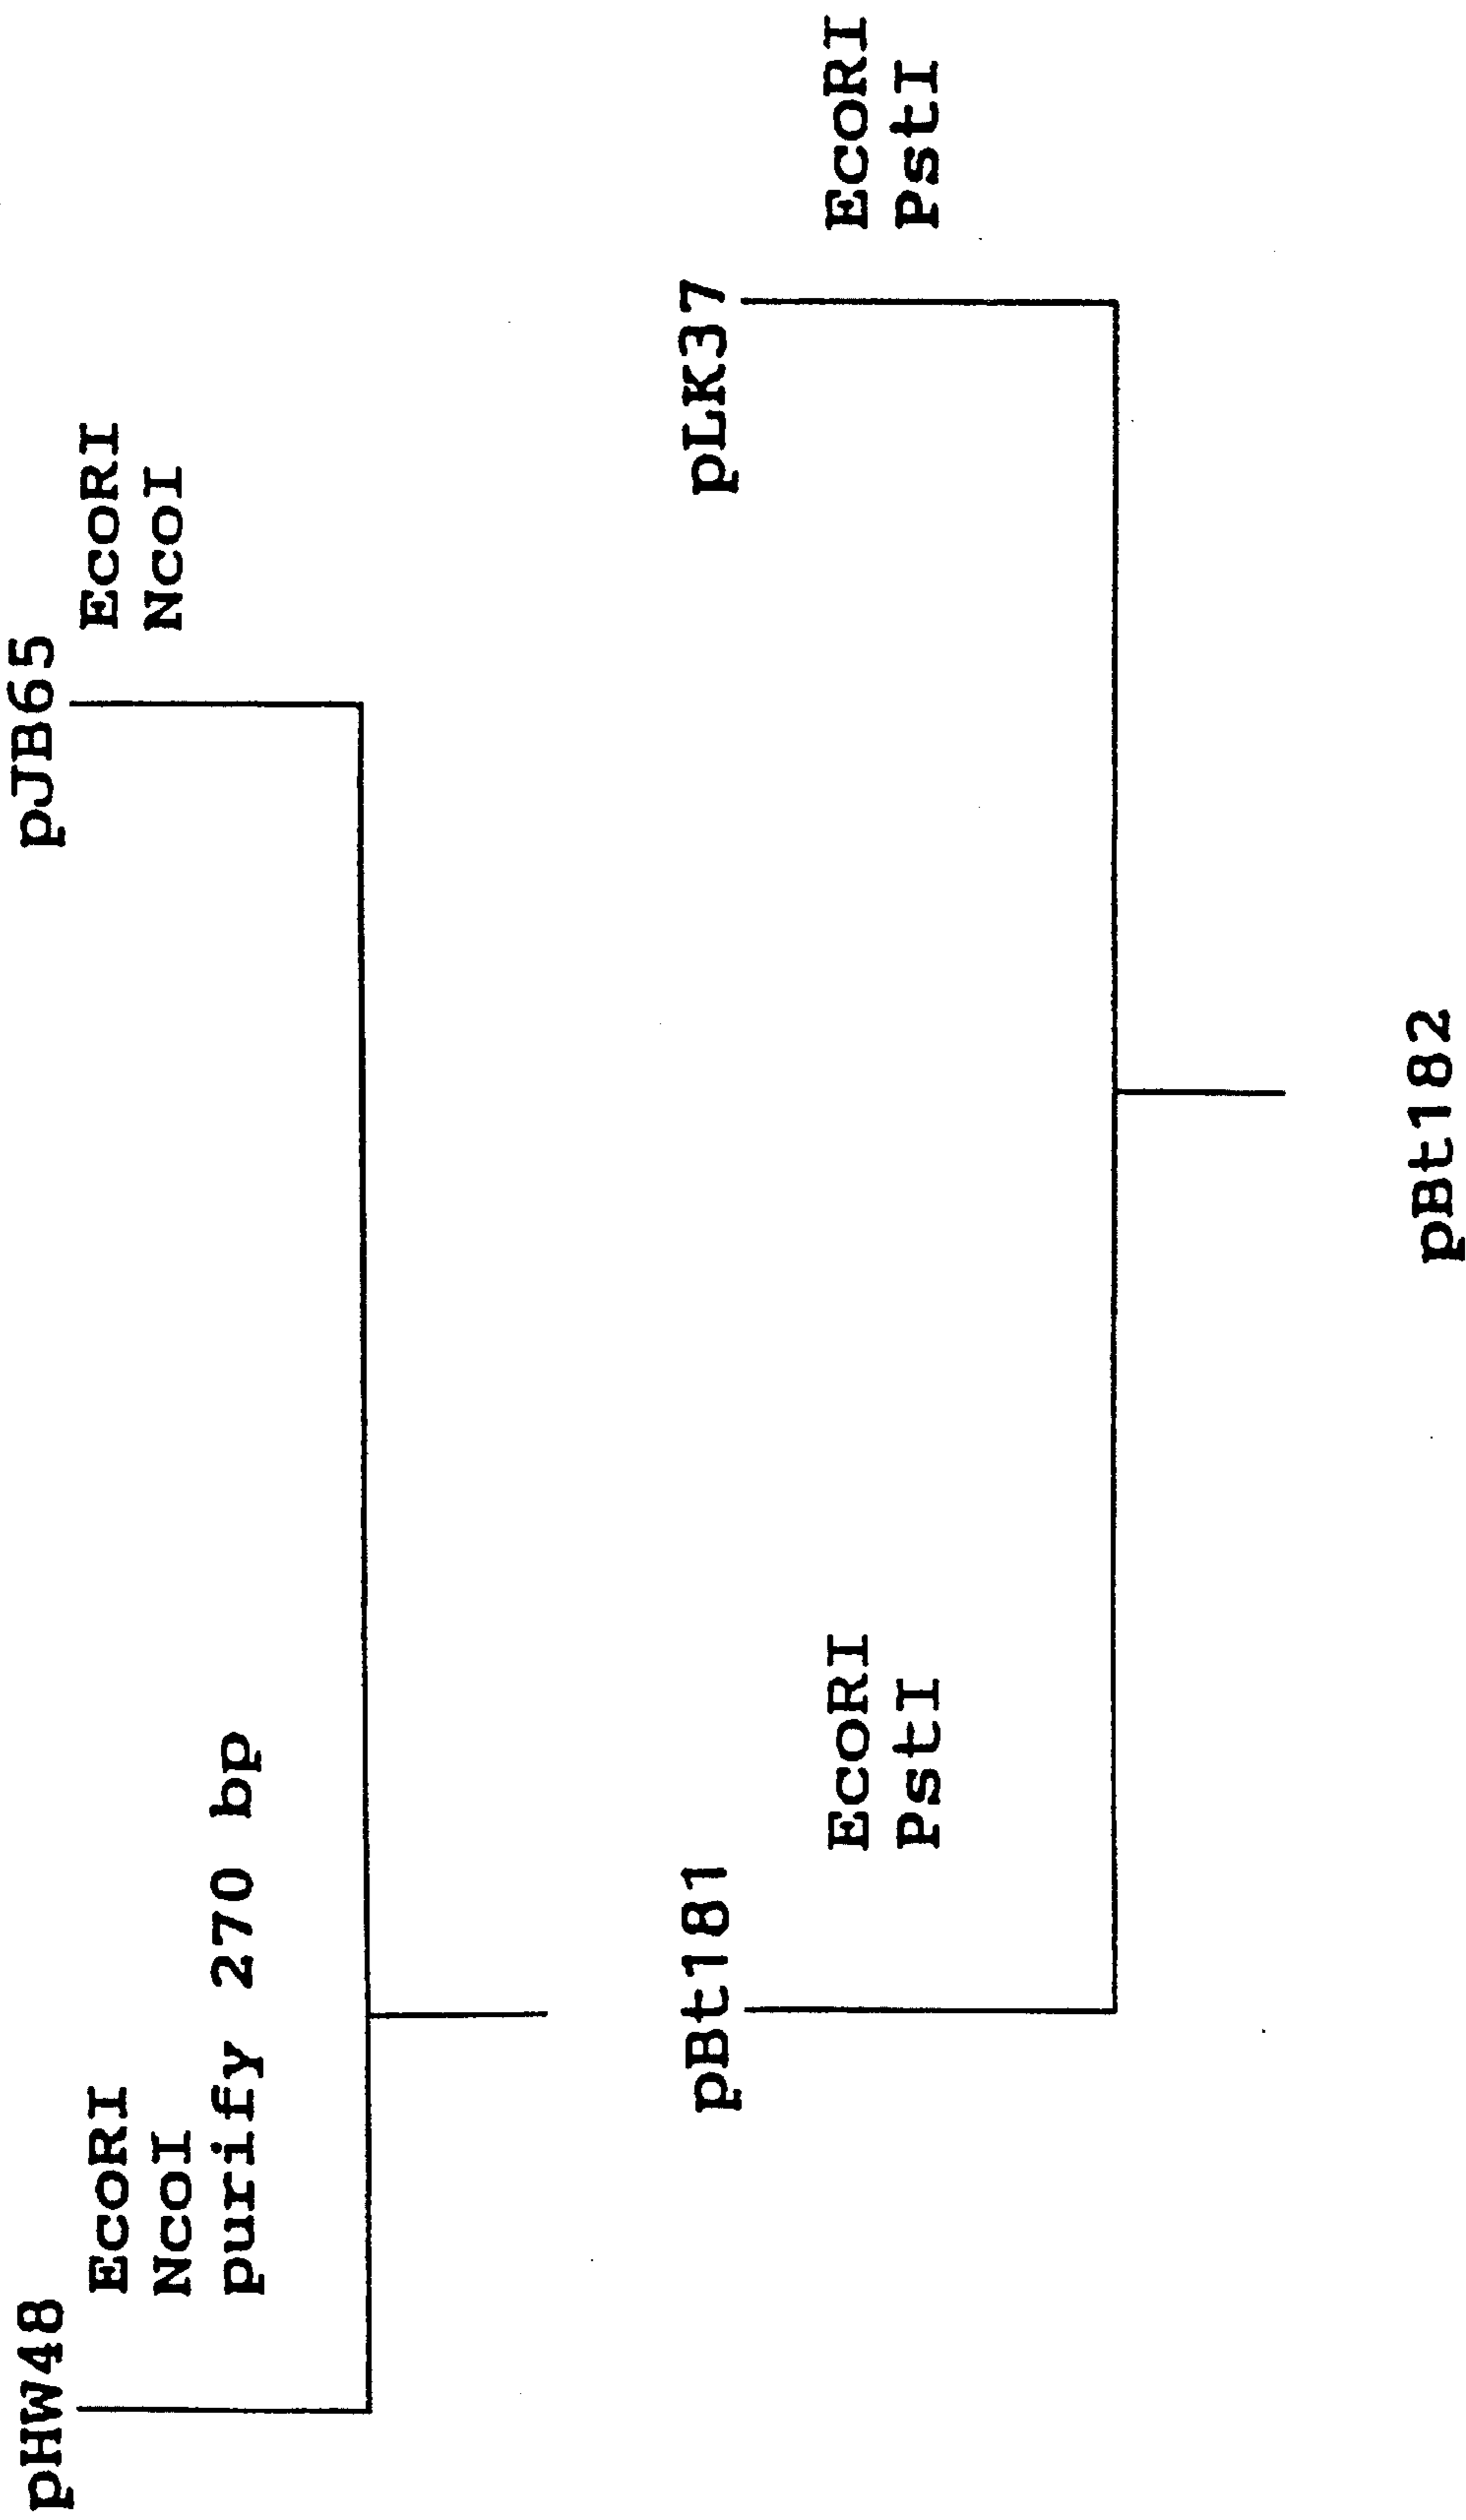 pHW48
EcoRI
NcoI
purify 270 bp
pJB65
EcoRI
NcoI
pBt181
EcoRI
PstI
pLK37
EcoRI
PstI
pBt182